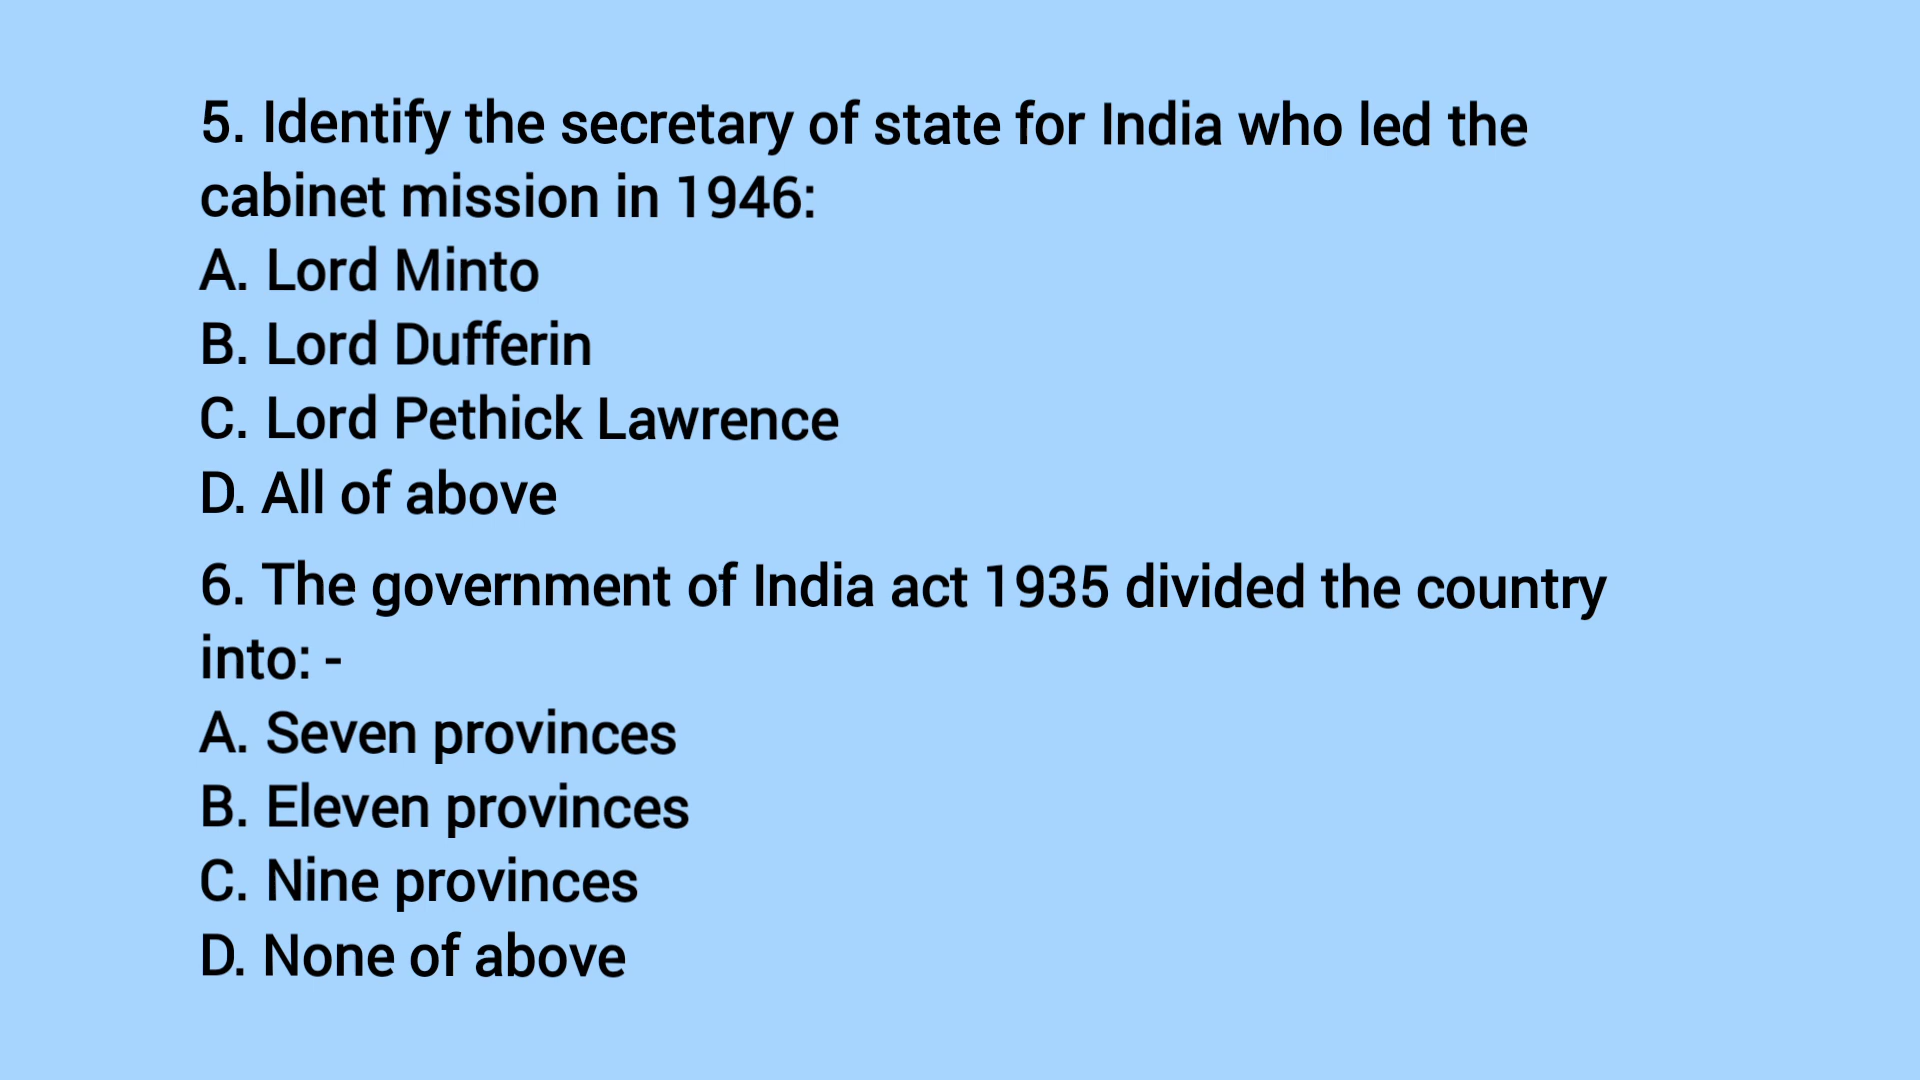 5. Identify the secretary of state for India who led the
cabinet mission in 1946:
A. Lord Minto
B. Lord Dufferin
C. Lord Pethick Lawrence
D. All of above
6. The government of India act 1935 divided the country
into: -
A. Seven provinces
B. Eleven provinces
C. Nine provinces
D. None of above